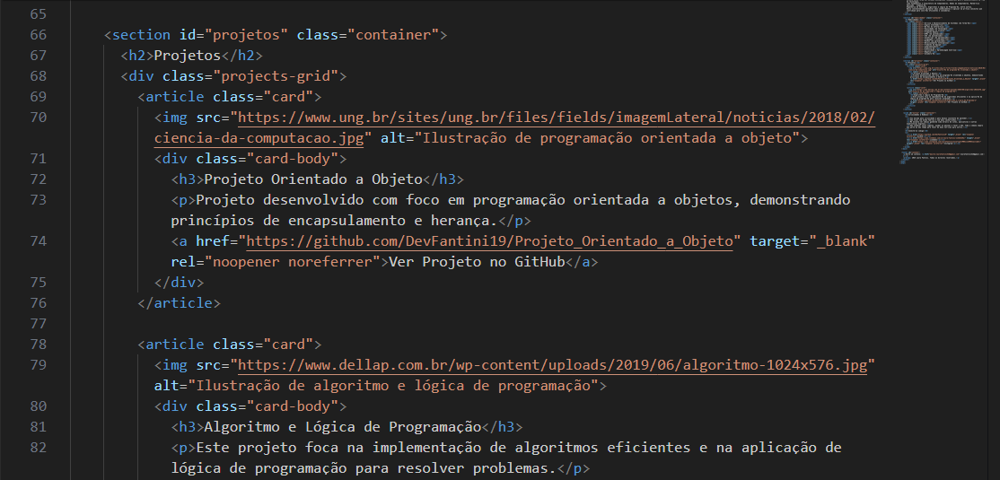 65
66 <section id="projetos" class="container">
67 <h2>Projetos</h2>
68 <div class="projects-grid">
69 <article class="card">
70 <img src="https://www.ung.br/sites/ung.br/files/fields/imagemLateral/noticias/2018/02/
ciencia-da-computacao.jpg" alt="Ilustração de programação orientada a objeto">
71 <div class="card-body">
72 <h3>Projeto Orientado a Objeto</h3>
73 <p>Projeto desenvolvido com foco em programação orientada a objetos, demonstrando
princípios de encapsulamento e herança.</p>
74 <a href="https://github.com/DevFantini19/Projeto_Orientado_a_Objeto" target="_blank"
rel="noopener noreferrer">Ver Projeto no GitHub</a>
75 </div>
76 </article>
77
78 <article class="card">
79 <img src="https://www.dellap.com.br/wp-content/uploads/2019/06/algoritmo-1024x576.jpg"
alt="Ilustração de algoritmo e lógica de programação">
80 <div class="card-body">
81 <h3>Algoritmo e Lógica de Programação</h3>
82 <p>Este projeto foca na implementação de algoritmos eficientes e na aplicação de
lógica de programação para resolver problemas.</p>